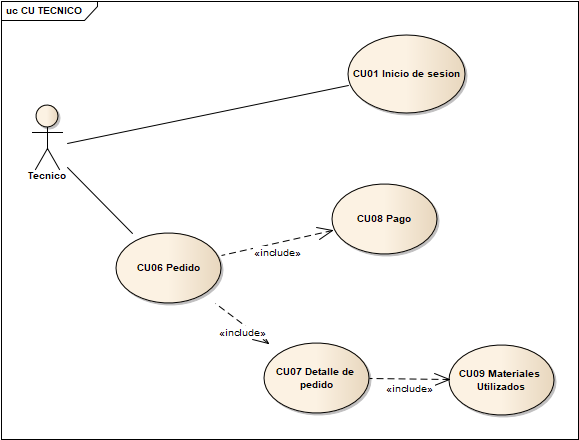 uc CU TECNICO
CU01 Inicio de sesion
Tecnico
CU08 Pago
«include»
CU06 Pedido
«include»
CU07 Detalle de
pedido
CU09 Materiales
Utilizados
«include»